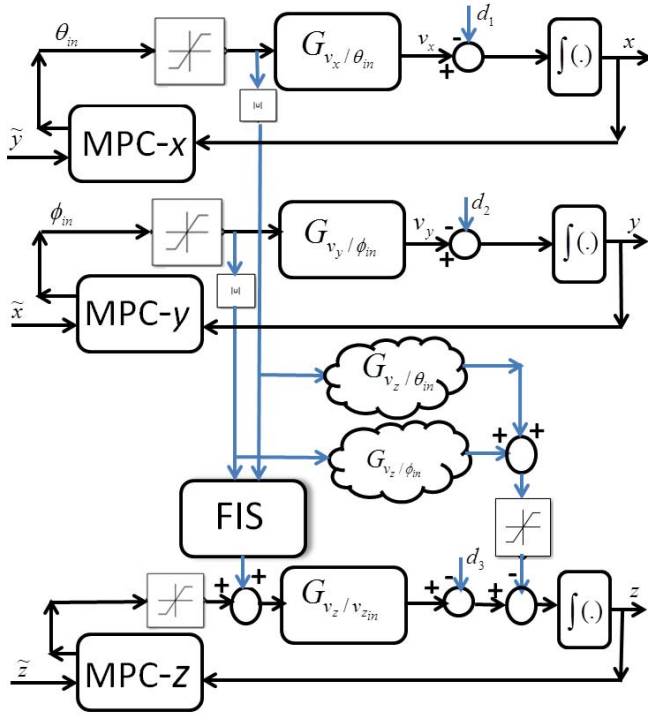 θ_in
G_{v_x/θ_in}
v_x
-
d_1
+
∫(.)
x
|u|
ỹ
MPC-x
ϕ_in
G_{v_y/ϕ_in}
v_y
-
d_2
+
∫(.)
y
|u|
x̃
MPC-y
G_{v_z/θ_in}
+
+
G_{v_z/ϕ_in}
FIS
+
+
G_{v_z/v_{z_in}}
+
-
d_3
+
-
∫(.)
z
z̃
MPC-z